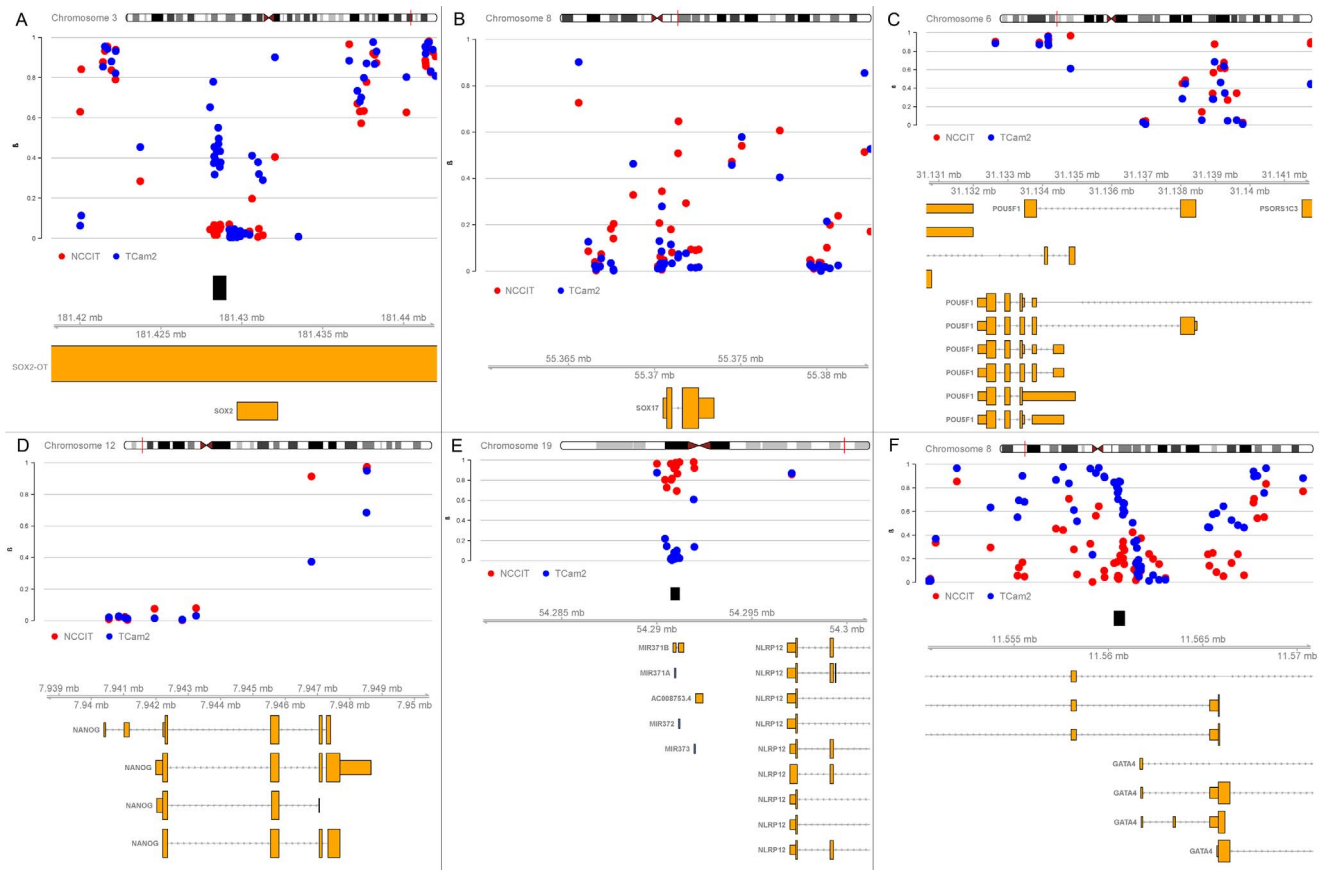 A
Chromosome 3
1
0.8
0.6
0.4
0.2
0
ß
NCCIT
TCam2
181.42 mb
181.43 mb
181.44 mb
181.425 mb
181.435 mb
SOX2-OT
SOX2
B
Chromosome 8
1
0.8
0.6
0.4
0.2
0
ß
NCCIT
TCam2
55.365 mb
55.375 mb
55.37 mb
55.38 mb
SOX17
C
Chromosome 6
1
0.8
0.6
0.4
0.2
0
ß
NCCIT
TCam2
31.131 mb
31.133 mb
31.135 mb
31.137 mb
31.139 mb
31.141 mb
31.132 mb
31.134 mb
31.136 mb
31.138 mb
31.14 mb
POU5F1
PSORS1C3
POU5F1
POU5F1
POU5F1
POU5F1
POU5F1
POU5F1
D
Chromosome 12
1
0.8
0.6
0.4
0.2
0
ß
NCCIT
TCam2
7.939 mb
7.941 mb
7.943 mb
7.945 mb
7.947 mb
7.949 mb
7.94 mb
7.942 mb
7.944 mb
7.946 mb
7.948 mb
7.95 mb
NANOG
NANOG
NANOG
NANOG
E
Chromosome 19
1
0.8
0.6
0.4
0.2
0
ß
NCCIT
TCam2
54.285 mb
54.295 mb
54.29 mb
54.3 mb
MIR371B
NLRP12
MIR371A
NLRP12
AC008753.4
NLRP12
MIR372
NLRP12
MIR373
NLRP12
NLRP12
NLRP12
NLRP12
NLRP12
F
Chromosome 8
1
0.8
0.6
0.4
0.2
0
ß
NCCIT
TCam2
11.555 mb
11.565 mb
11.56 mb
11.57 mb
GATA4
GATA4
GATA4
GATA4